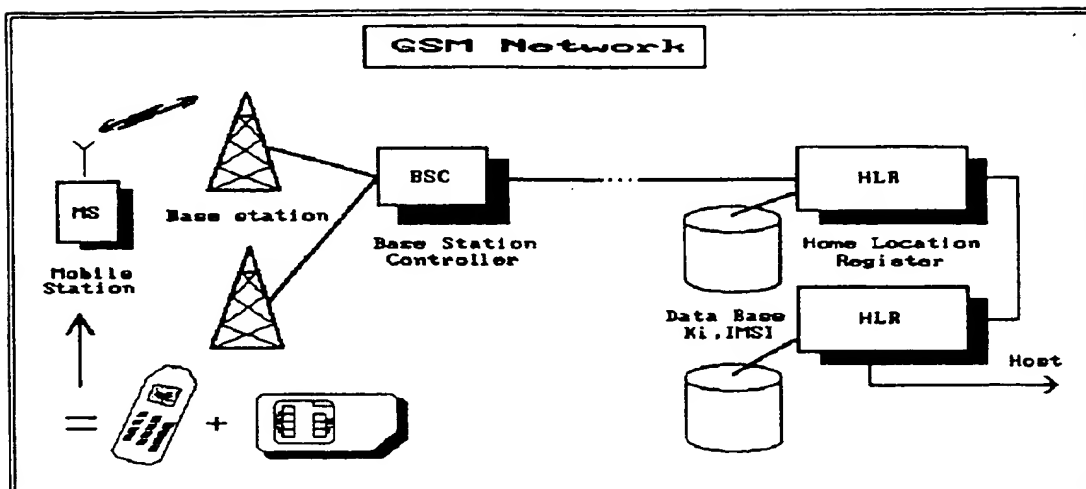 GSM Network
MS
Mobile
Station
Base station
BSC
Base Station
Controller
...
HLR
Home Location
Register
Data Base
Ki,IMSI
HLR
Host
= +